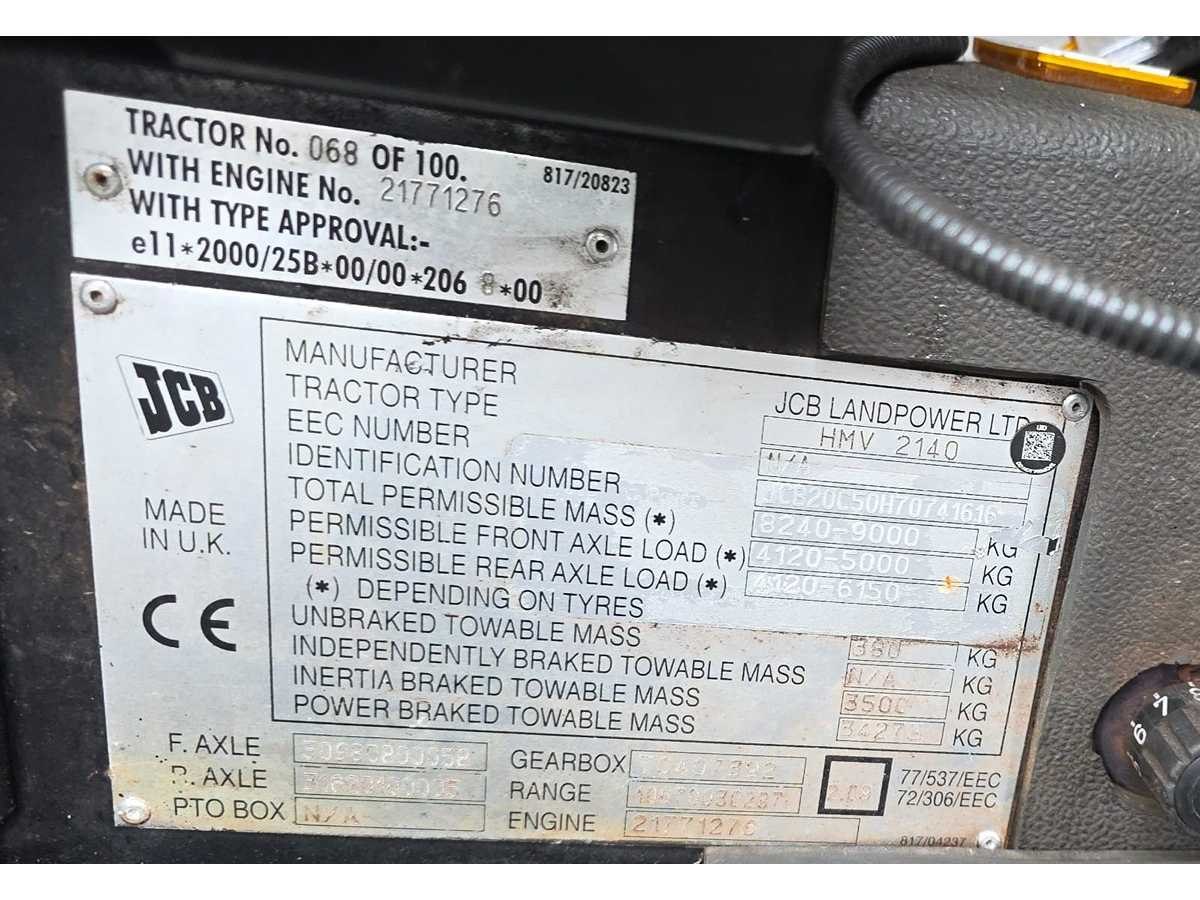 TRACTOR No. 068 OF 100.
817/20823
WITH ENGINE No. 21771276
WITH TYPE APPROVAL:-
e11*2000/25B*00/00*206 8*00
JCB
MADE
IN U.K.
CE
MANUFACTURER JCB LANDPOWER LTD
TRACTOR TYPE HMV 2140
EEC NUMBER N/A
IDENTIFICATION NUMBER
TOTAL PERMISSIBLE MASS (*) 8240-9000 KG
PERMISSIBLE FRONT AXLE LOAD (*) 4120-5000 KG
PERMISSIBLE REAR AXLE LOAD (*) 4120-6150 KG
(*) DEPENDING ON TYRES
UNBRAKED TOWABLE MASS KG
INDEPENDENTLY BRAKED TOWABLE MASS N/A KG
INERTIA BRAKED TOWABLE MASS 3500 KG
POWER BRAKED TOWABLE MASS KG
F. AXLE
R. AXLE
PTO BOX N/A
GEARBOX
RANGE
ENGINE 21771276
77/537/EEC
72/306/EEC
817/04237